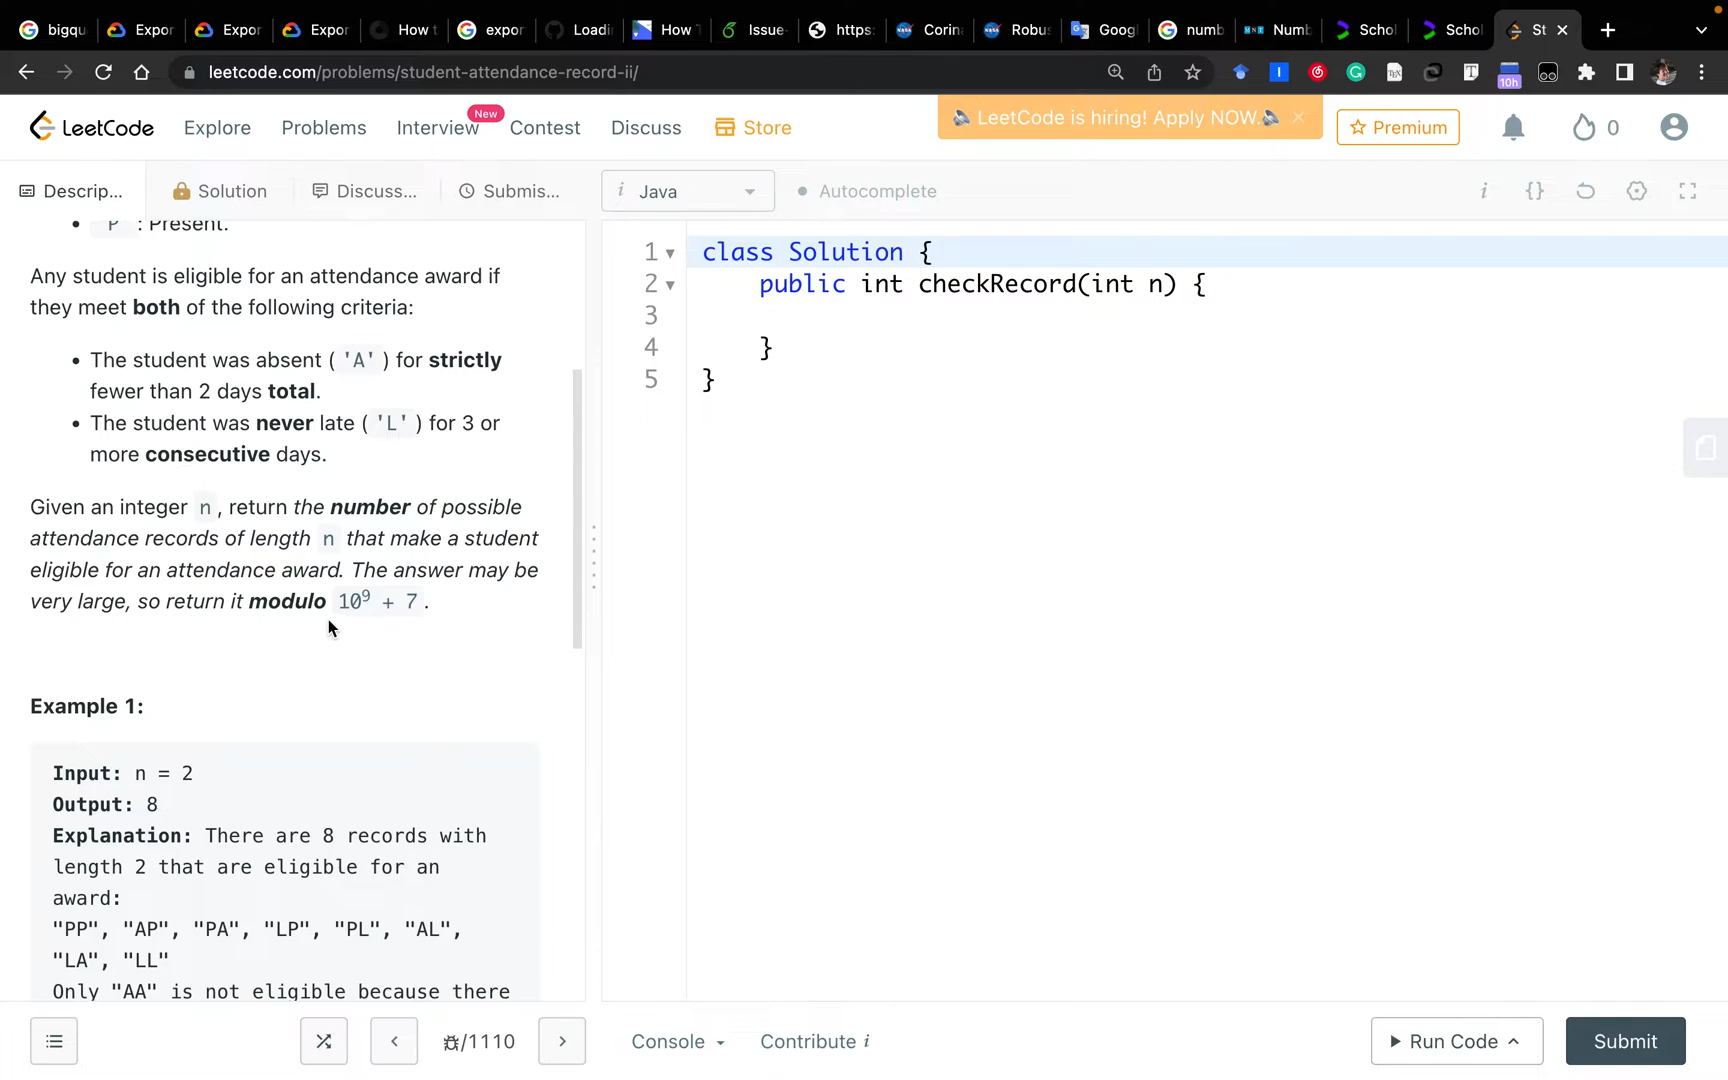 bigqu
Expor
Expor
Expor
How t
expor
Loadi
How T
Issue-
https:
Corin
Robus
Googl
numb
Numb
Schol
Schol
St
leetcode.com/problems/student-attendance-record-ii/
10h
LeetCode
Explore
Problems
Interview
New
Contest
Discuss
Store
LeetCode is hiring! Apply NOW.
Premium
0
Descrip...
Solution
Discuss...
Submis...
i Java
Autocomplete
• 'P' : Present.
Any student is eligible for an attendance award if
they meet both of the following criteria:
• The student was absent ( 'A' ) for strictly
fewer than 2 days total.
• The student was never late ( 'L' ) for 3 or
more consecutive days.
Given an integer n , return the number of possible
attendance records of length n that make a student
eligible for an attendance award. The answer may be
very large, so return it modulo 10⁹ + 7 .
Example 1:
Input: n = 2
Output: 8
Explanation: There are 8 records with
length 2 that are eligible for an
award:
"PP", "AP", "PA", "LP", "PL", "AL",
"LA", "LL"
Only "AA" is not eligible because there
1 class Solution {
2 public int checkRecord(int n) {
3
4 }
5 }
/1110
Console
Contribute i
Run Code
Submit